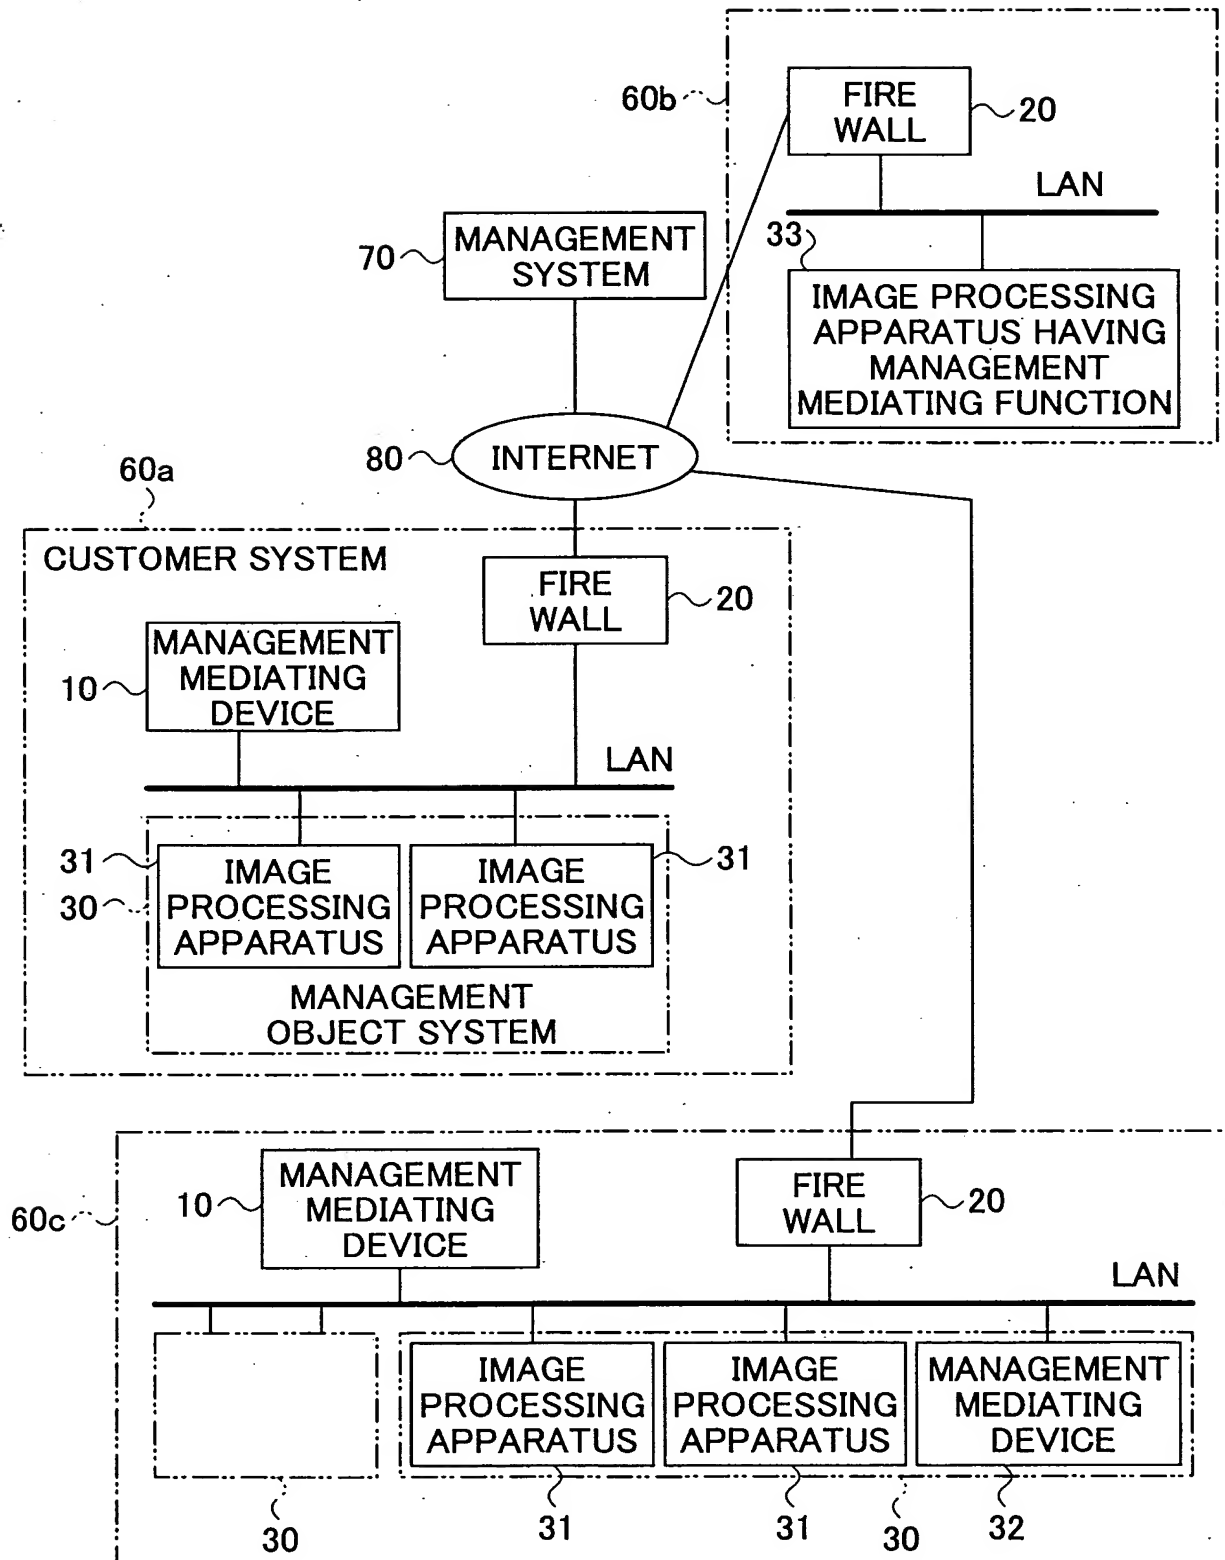 60b
FIRE
WALL
20
LAN
33
IMAGE PROCESSING
APPARATUS HAVING
MANAGEMENT
MEDIATING FUNCTION
70
MANAGEMENT
SYSTEM
80
INTERNET
60a
CUSTOMER SYSTEM
FIRE
WALL
20
10
MANAGEMENT
MEDIATING
DEVICE
LAN
31
IMAGE
PROCESSING
APPARATUS
IMAGE
PROCESSING
APPARATUS
31
30
MANAGEMENT
OBJECT SYSTEM
60c
10
MANAGEMENT
MEDIATING
DEVICE
FIRE
WALL
20
LAN
IMAGE
PROCESSING
APPARATUS
IMAGE
PROCESSING
APPARATUS
MANAGEMENT
MEDIATING
DEVICE
30
31
31
30
32